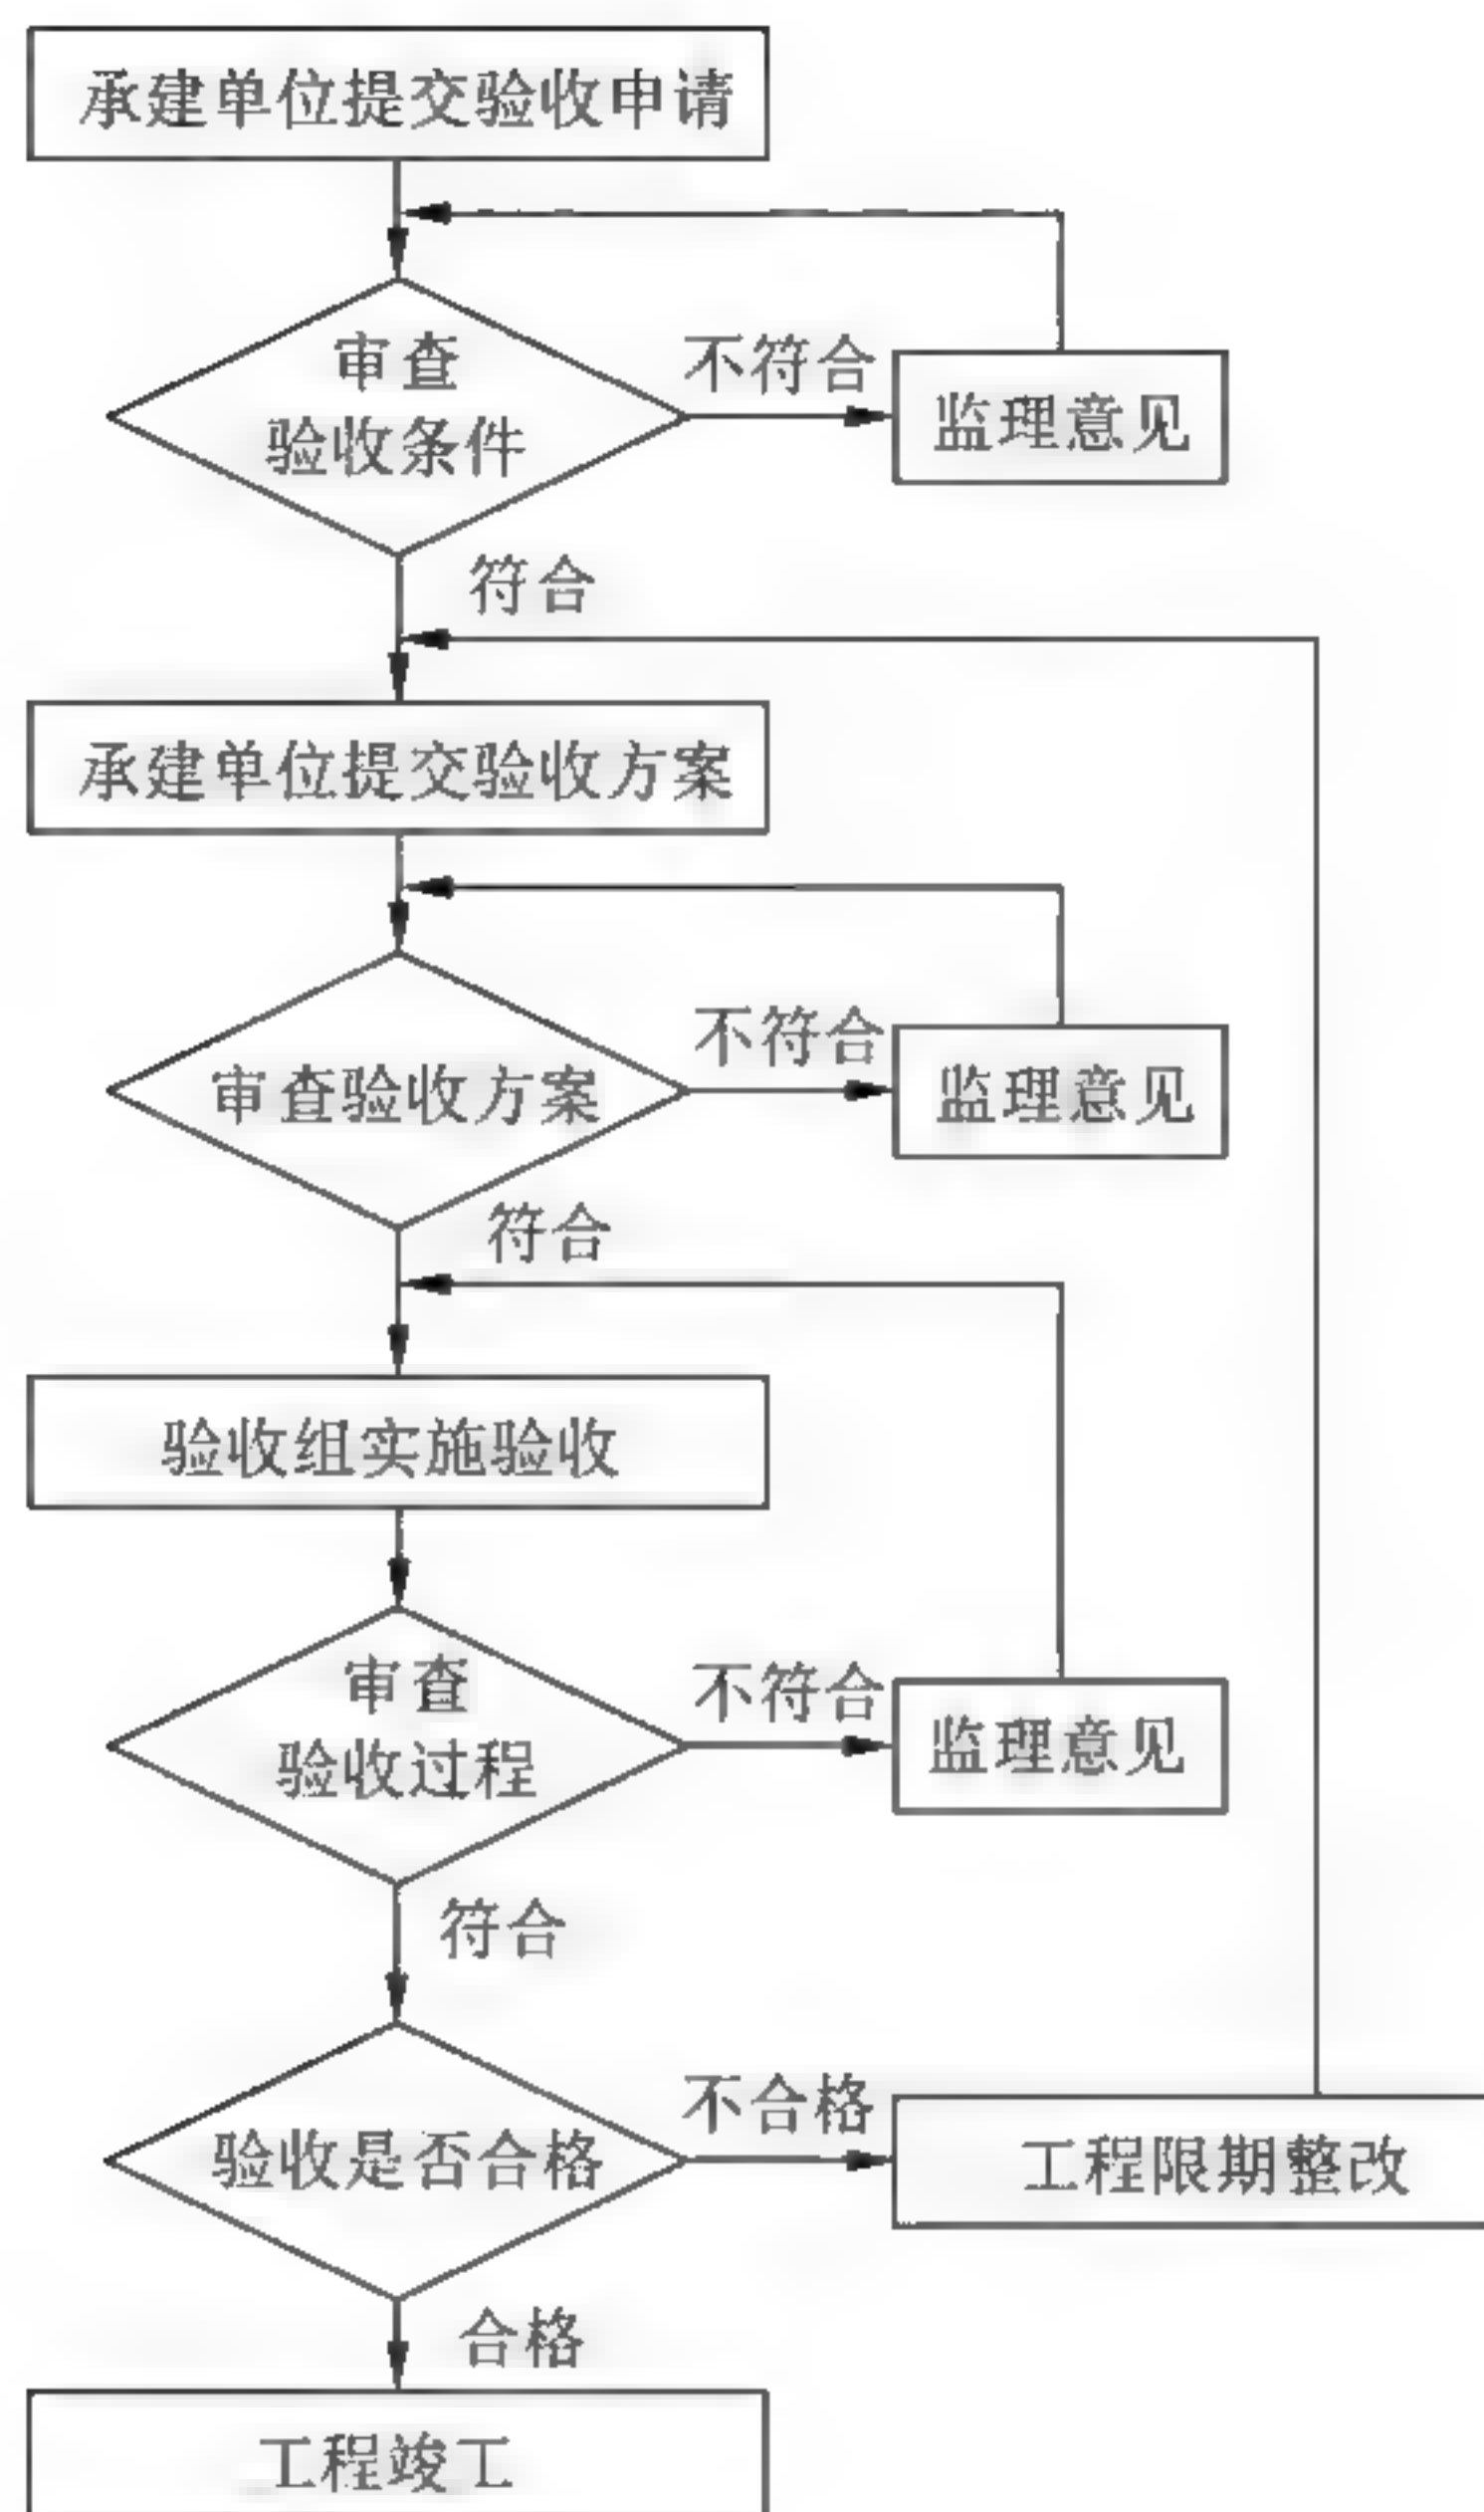 承建单位提交验收申请
审查
验收条件
不符合
监理意见
符合
承建单位提交验收方案
不符合
审查验收方案
监理意见
符合
验收组实施验收
审查
验收过程
不符合
监理意见
符合
不合格
验收是否合格
工程限期整改
合格
工程竣工